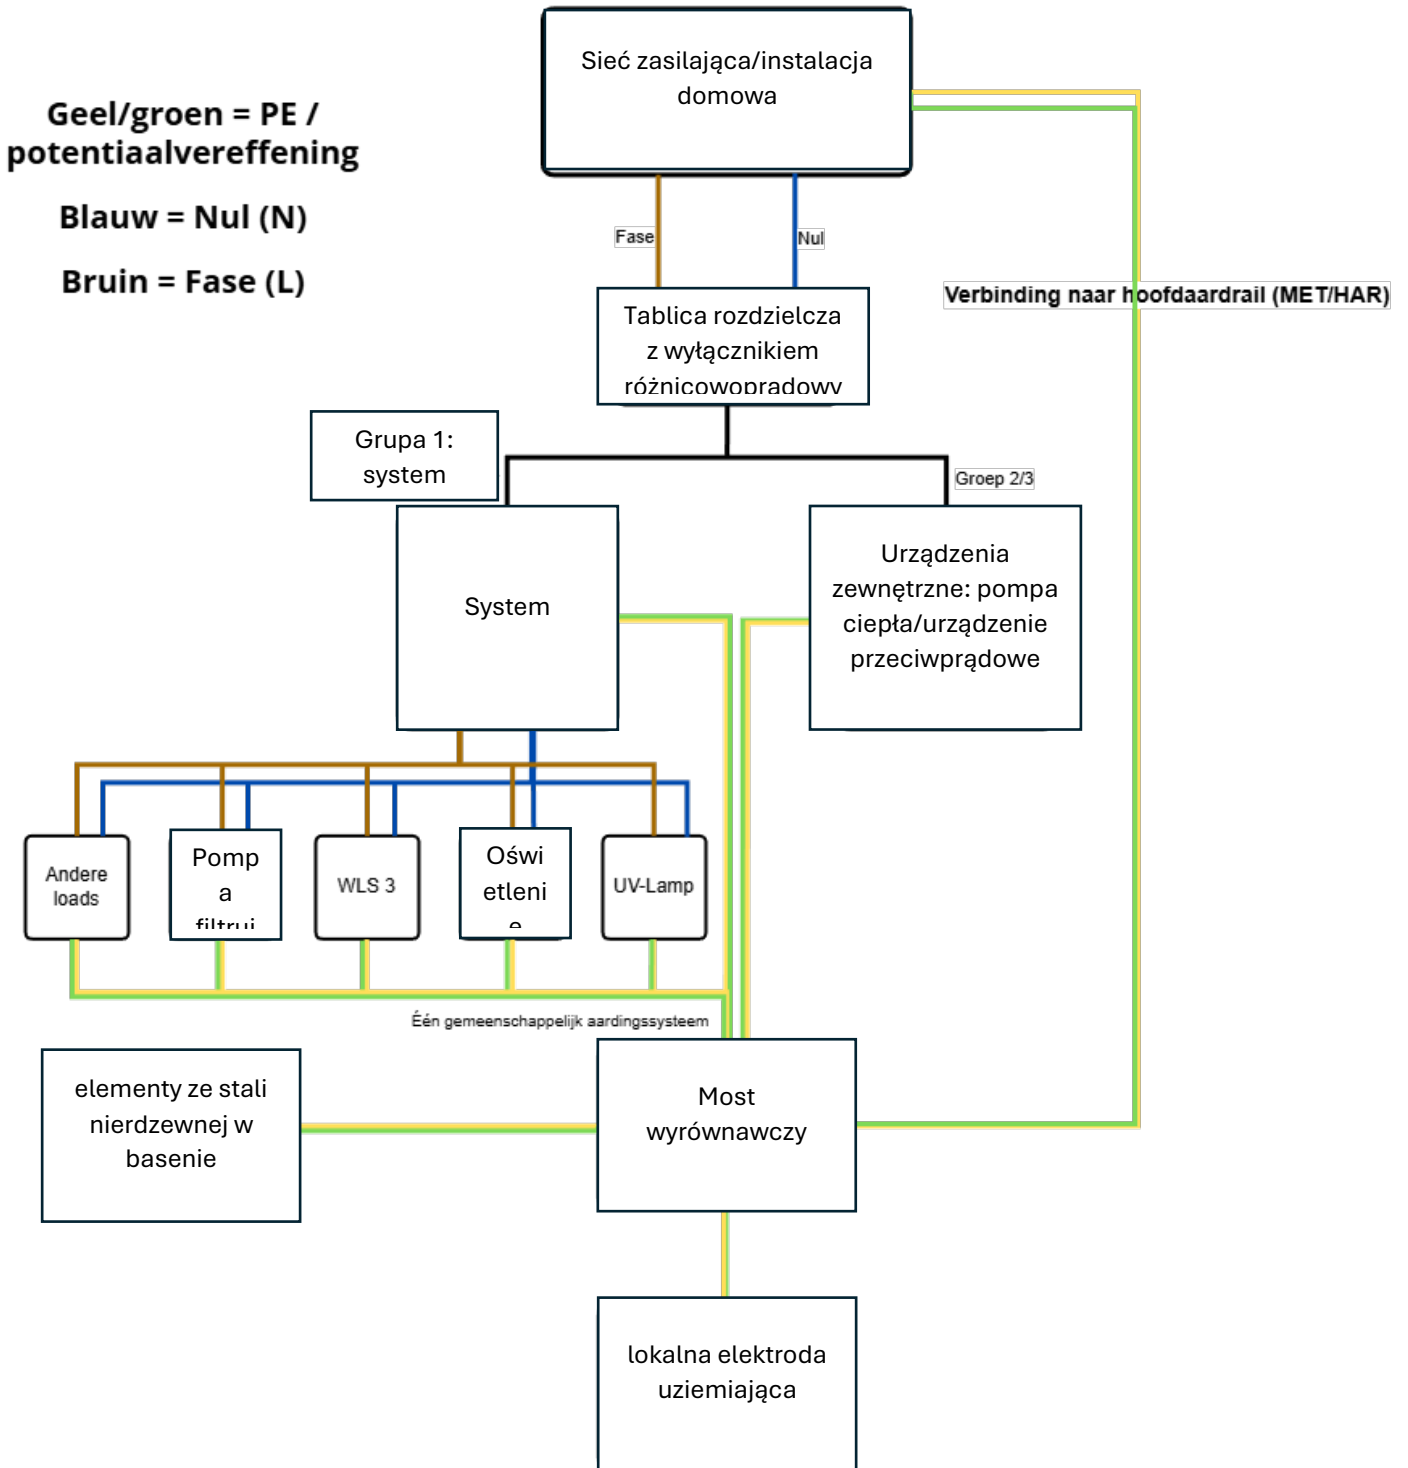 Sieć zasilająca/instalacja
domowa
Geel/groen = PE /
potentiaalvereffening
Blauw = Nul (N)
Bruin = Fase (L)
Fase
Nul
Verbinding naar hoofdaardrail (MET/HAR)
Tablica rozdzielcza
z wyłącznikiem
różnicowoprądowy
Grupa 1:
system
Groep 2/3
System
Urządzenia
zewnętrzne: pompa
ciepła/urządzenie
przeciwprądowe
Andere
loads
Pomp
a
filtruj
WLS 3
Oświ
etleni
e
UV-Lamp
Één gemeenschappelijk aardingssysteem
elementy ze stali
nierdzewnej w
basenie
Most
wyrównawczy
lokalna elektroda
uziemiająca